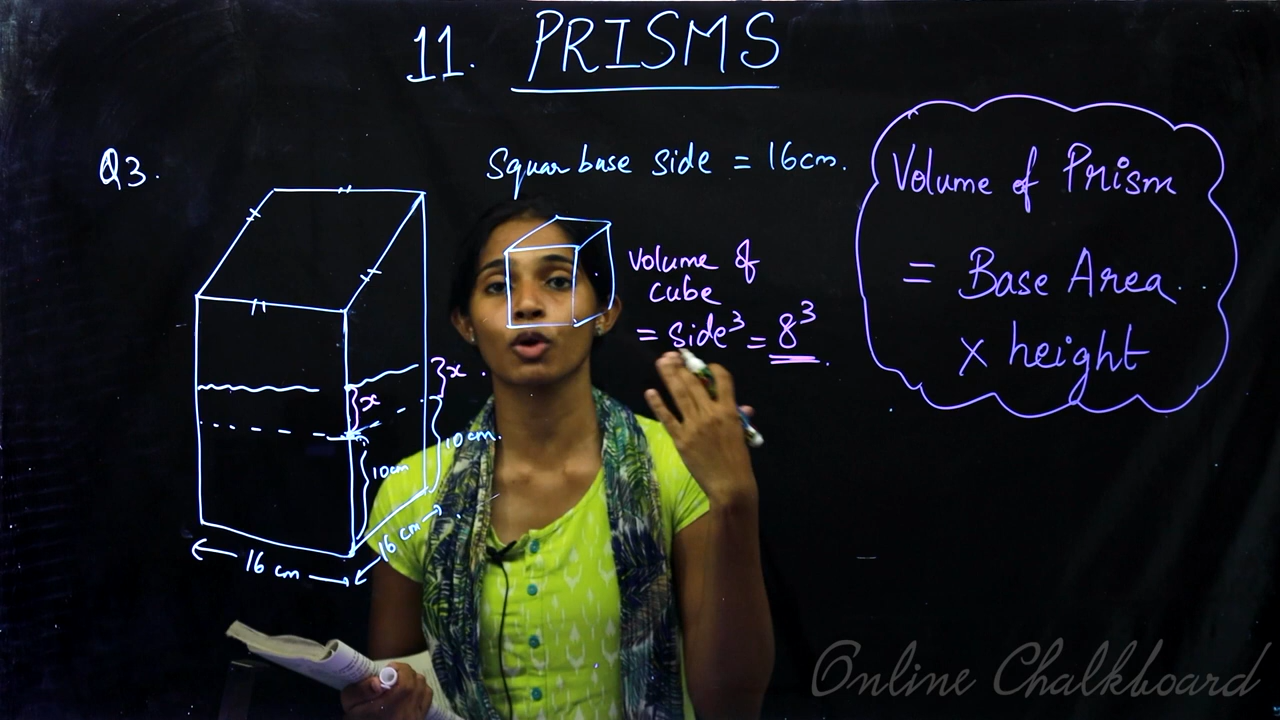 11. PRISMS
Q3.
Squar base side = 16cm.
Volume of
cube
= side³ = 8³.
Volume of Prism
= Base Area
x height
x
x
10cm
10cm.
16 cm
16 cm
Online Chalkboard